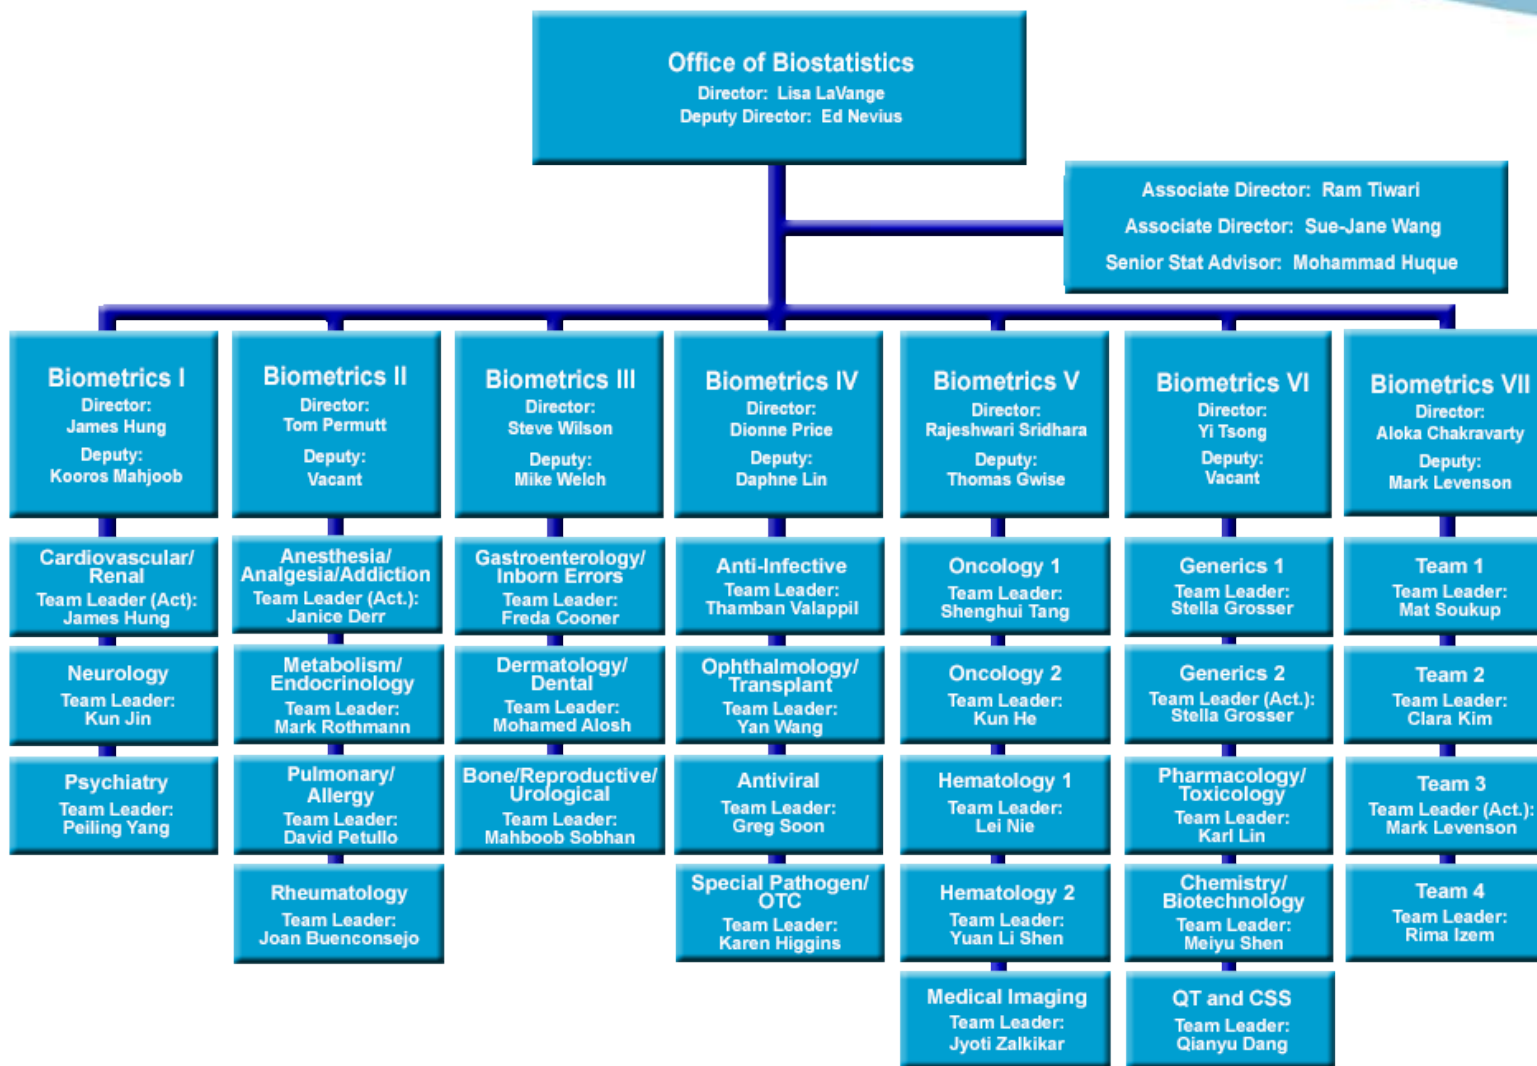 Office of Biostatistics
Director: Lisa LaVange
Deputy Director: Ed Nevius
Associate Director: Ram Tiwari
Associate Director: Sue-Jane Wang
Senior Stat Advisor: Mohammad Huque
Biometrics I
Director:
James Hung
Deputy:
Kooros Mahjoob
Cardiovascular/
Renal
Team Leader (Act):
James Hung
Neurology
Team Leader:
Kun Jin
Psychiatry
Team Leader:
Peiling Yang
Biometrics II
Director:
Tom Permutt
Deputy:
Vacant
Anesthesia/
Analgesia/Addiction
Team Leader (Act.):
Janice Derr
Metabolism/
Endocrinology
Team Leader:
Mark Rothmann
Pulmonary/
Allergy
Team Leader:
David Petullo
Rheumatology
Team Leader:
Joan Buenconsejo
Biometrics III
Director:
Steve Wilson
Deputy:
Mike Welch
Gastroenterology/
Inborn Errors
Team Leader:
Freda Cooner
Dermatology/
Dental
Team Leader:
Mohamed Alosh
Bone/Reproductive/
Urological
Team Leader:
Mahboob Sobhan
Biometrics IV
Director:
Dionne Price
Deputy:
Daphne Lin
Anti-Infective
Team Leader:
Thamban Valappil
Ophthalmology/
Transplant
Team Leader:
Yan Wang
Antiviral
Team Leader:
Greg Soon
Special Pathogen/
OTC
Team Leader:
Karen Higgins
Biometrics V
Director:
Rajeshwari Sridhara
Deputy:
Thomas Gwise
Oncology 1
Team Leader:
Shenghui Tang
Oncology 2
Team Leader:
Kun He
Hematology 1
Team Leader:
Lei Nie
Hematology 2
Team Leader:
Yuan Li Shen
Medical Imaging
Team Leader:
Jyoti Zalkikar
Biometrics VI
Director:
Yi Tsong
Deputy:
Vacant
Generics 1
Team Leader:
Stella Grosser
Generics 2
Team Leader (Act.):
Stella Grosser
Pharmacology/
Toxicology
Team Leader:
Karl Lin
Chemistry/
Biotechnology
Team Leader:
Meiyu Shen
QT and CSS
Team Leader:
Qianyu Dang
Biometrics VII
Director:
Aloka Chakravarty
Deputy:
Mark Levenson
Team 1
Team Leader:
Mat Soukup
Team 2
Team Leader:
Clara Kim
Team 3
Team Leader (Act.):
Mark Levenson
Team 4
Team Leader:
Rima Izem